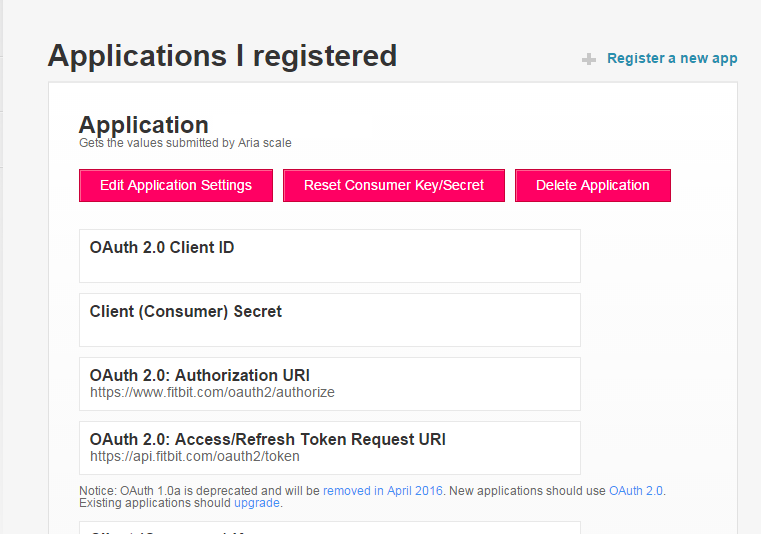 Applications I registered
Register a new app
Application
Gets the values submitted by Aria scale
Edit Application Settings
Reset Consumer Key/Secret
Delete Application
OAuth 2.0 Client ID
Client (Consumer) Secret
OAuth 2.0: Authorization URI
https://www.fitbit.com/oauth2/authorize
OAuth 2.0: Access/Refresh Token Request URI
https://api.fitbit.com/oauth2/token
Notice: OAuth 1.0a is deprecated and will be removed in April 2016. New applications should use OAuth 2.0.
Existing applications should upgrade.